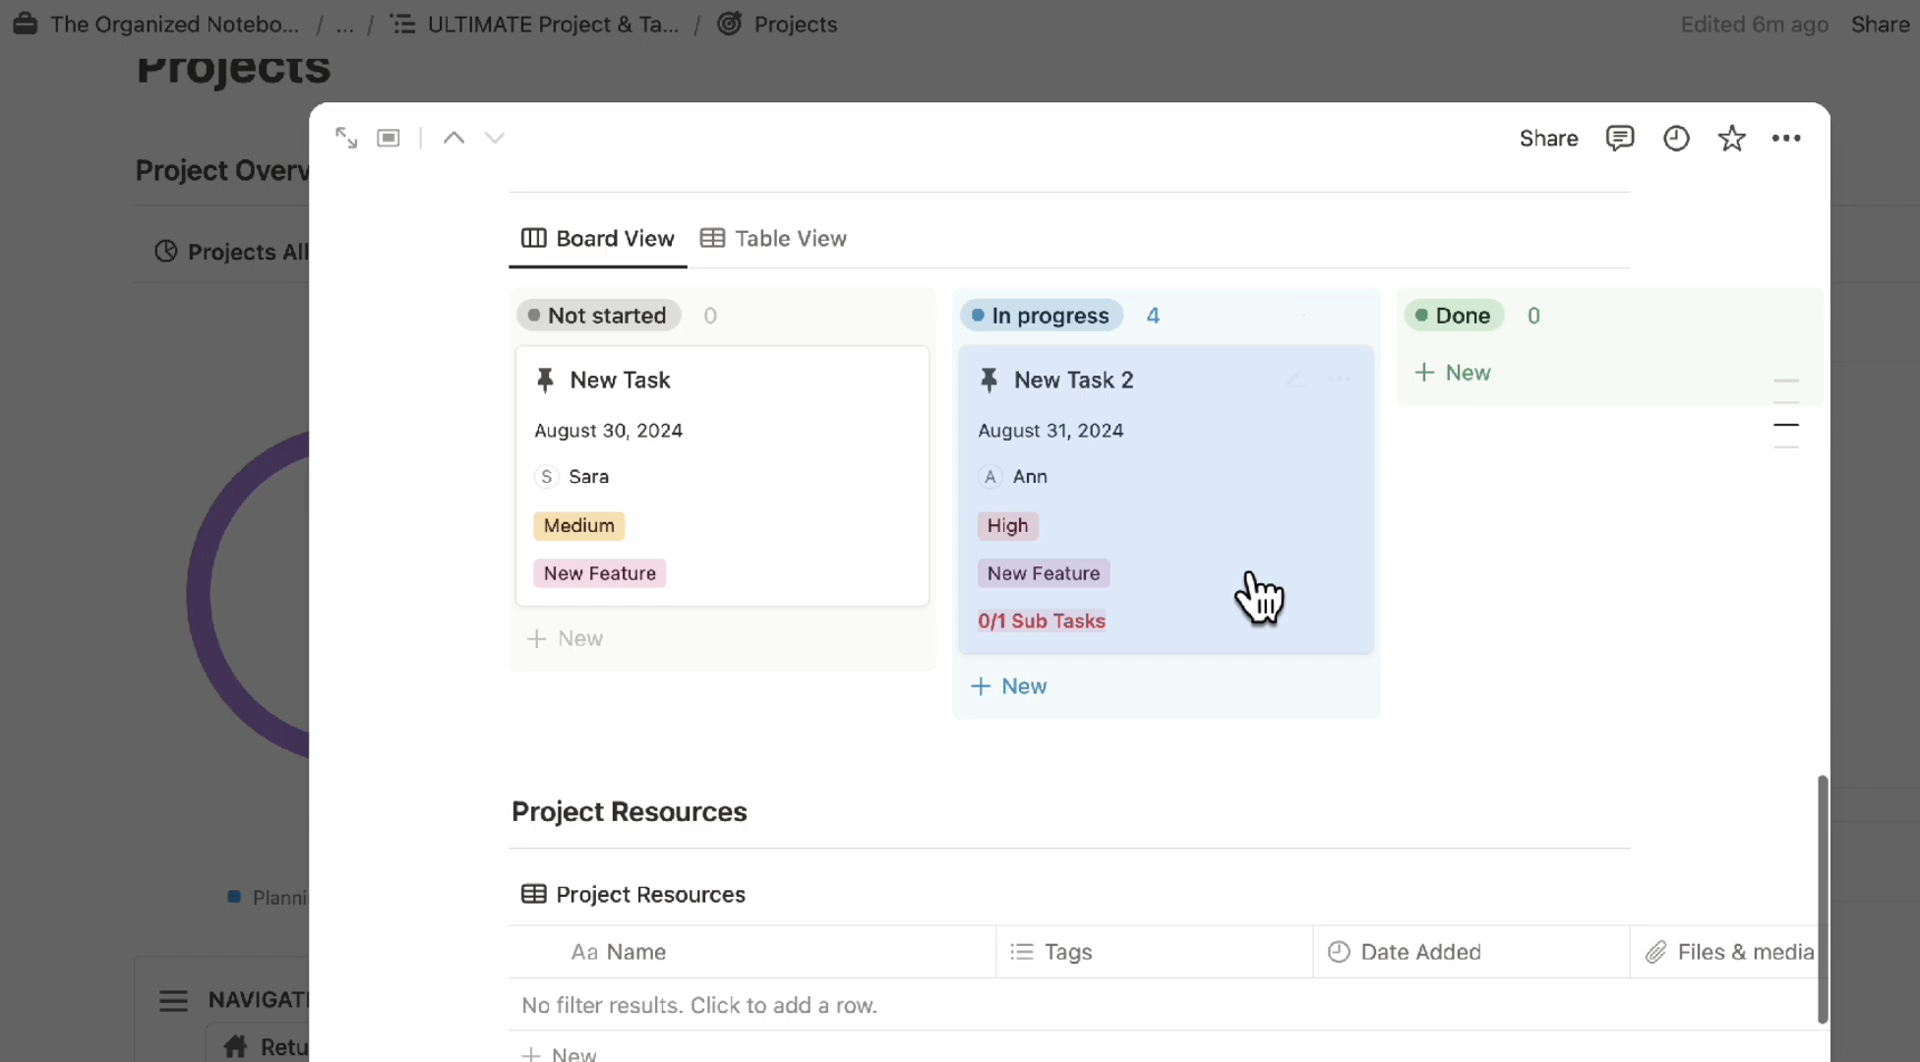 The Organized Notebo... / ... / ULTIMATE Project & Ta... / Projects
Edited 6m ago Share
Projects
Project Overv
Share
Projects All
Board View Table View
Not started 0
In progress 4
Done 0
New Task
August 30, 2024
S Sara
Medium
New Feature
+ New
New Task 2
August 31, 2024
A Ann
High
New Feature
0/1 Sub Tasks
+ New
+ New
Project Resources
Project Resources
Planni
Aa Name Tags Date Added Files & media
No filter results. Click to add a row.
+ New
NAVIGATI
Retu